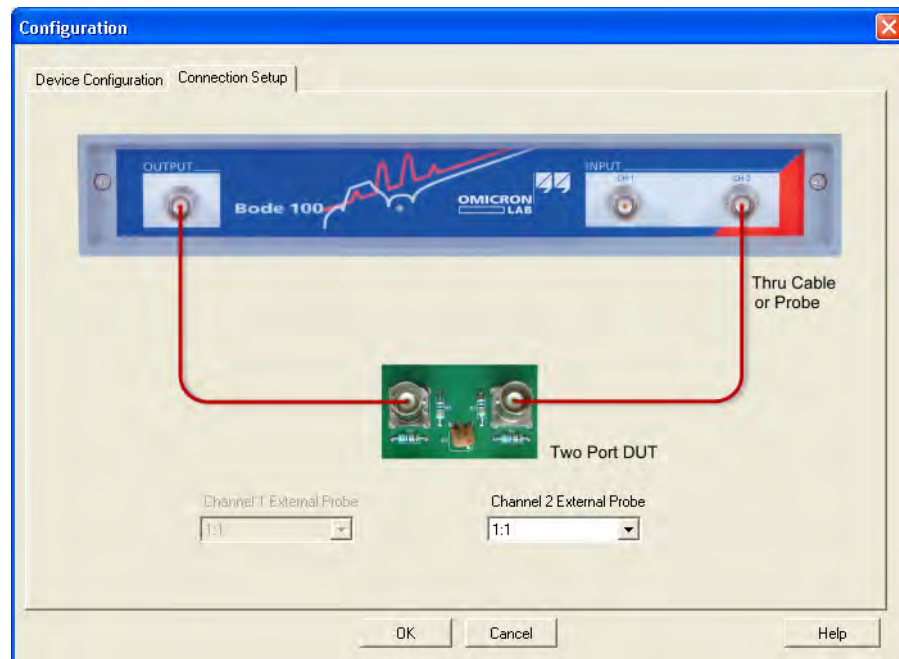 Configuration
Device Configuration
Connection Setup
OUTPUT
INPUT
CH 1
CH 2
Bode 100
OMICRON
LAB
Thru Cable
or Probe
Two Port DUT
Channel 1 External Probe
Channel 2 External Probe
1:1
1:1
OK
Cancel
Help